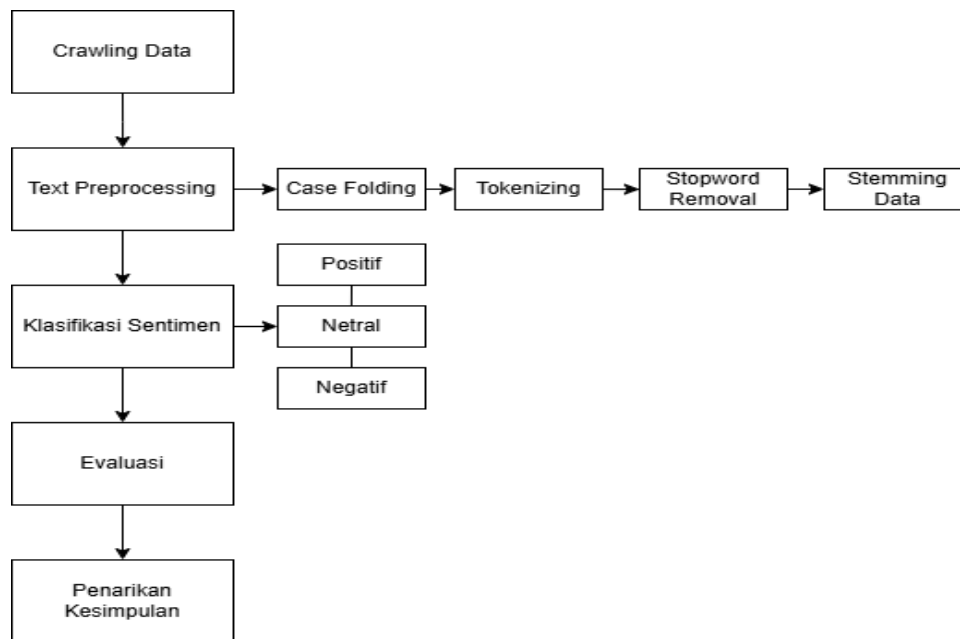 Crawling Data
Text Preprocessing
Case Folding
Tokenizing
Stopword
Removal
Stemming
Data
Positif
Klasifikasi Sentimen
Netral
Negatif
Evaluasi
Penarikan
Kesimpulan